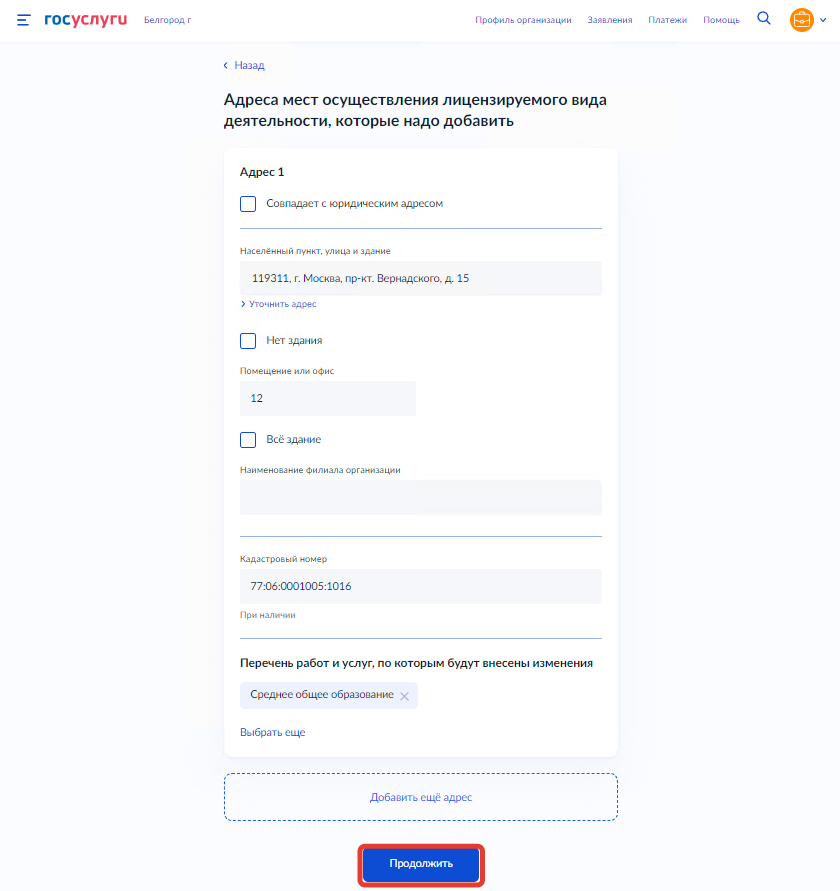 госуслуги Белгород г Профиль организации Заявления Платежи Помощь
Назад
Адреса мест осуществления лицензируемого вида
деятельности, которые надо добавить
Адрес 1
Совпадает с юридическим адресом
Населённый пункт, улица и здание
119311, г. Москва, пр-кт. Вернадского, д. 15
Уточнить адрес
Нет здания
Помещение или офис
12
Всё здание
Наименование филиала организации
Кадастровый номер
77:06:0001005:1016
При наличии
Перечень работ и услуг, по которым будут внесены изменения
Среднее общее образование
Выбрать еще
Добавить ещё адрес
Продолжить